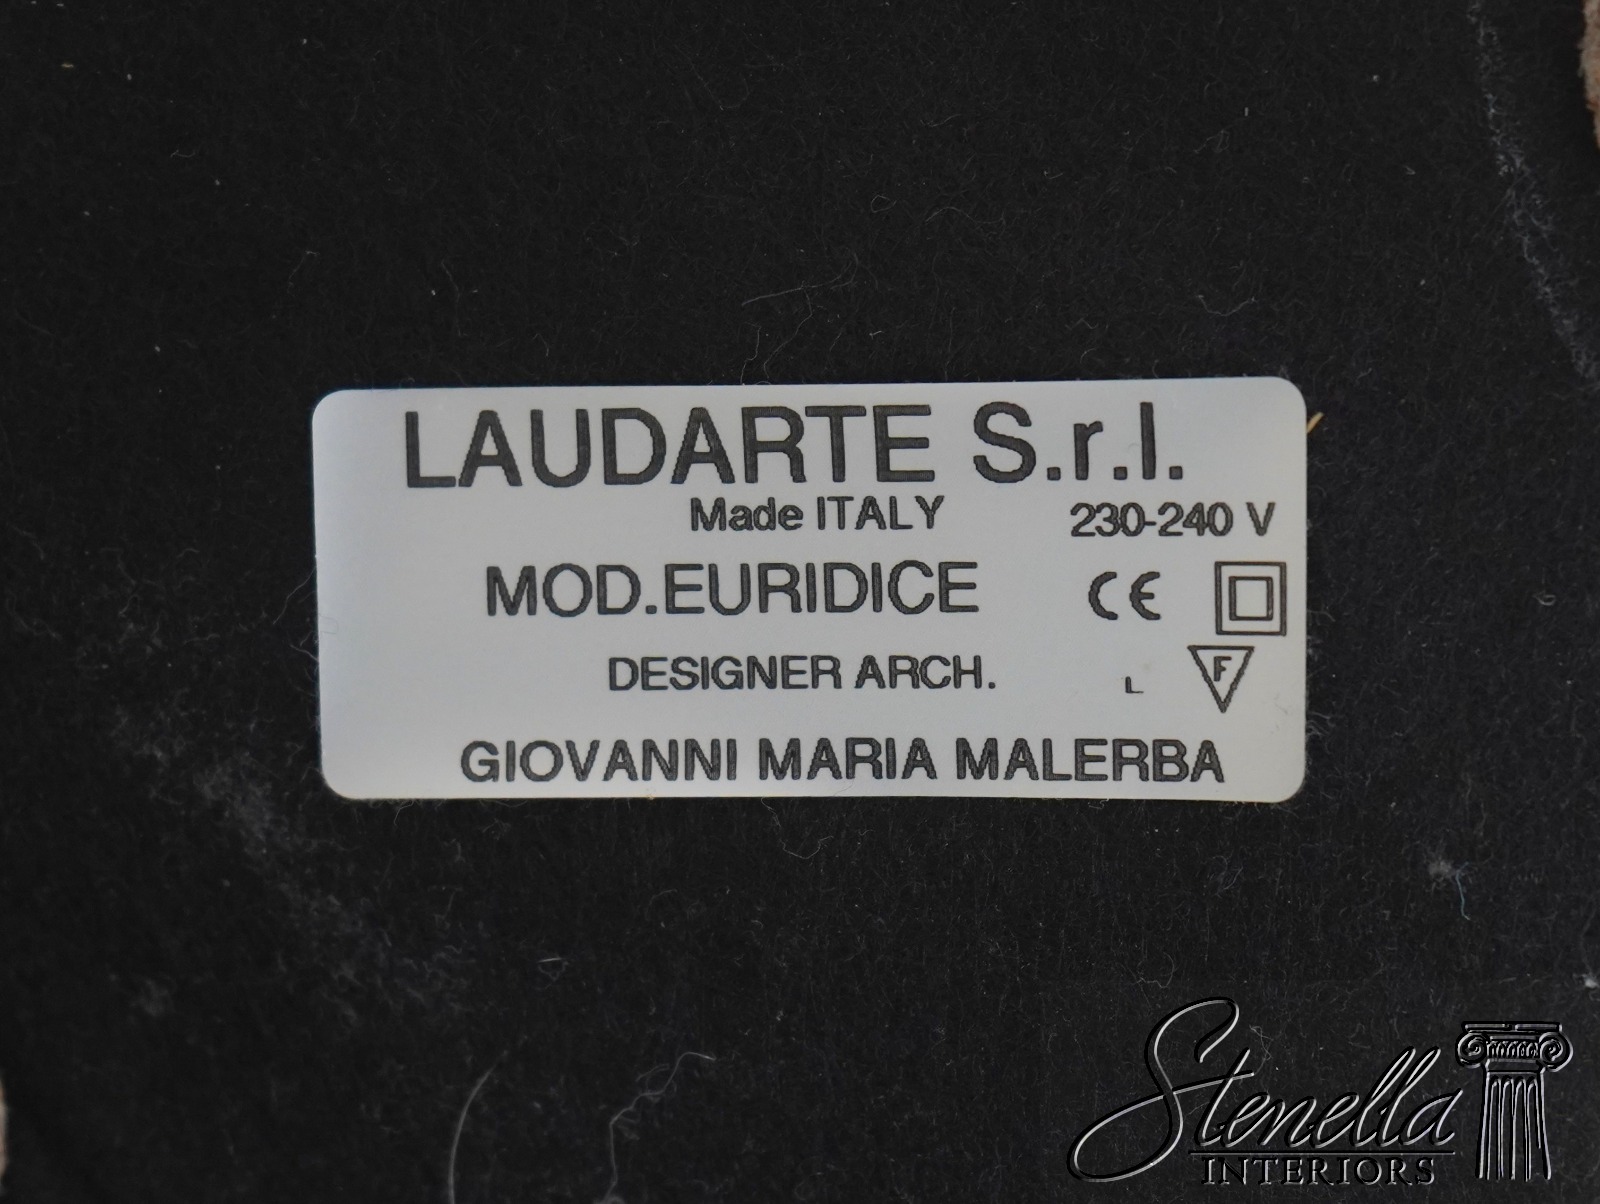 LAUDARTE S.r.l.
Made ITALY 230-240 V
MOD.EURIDICE CE
DESIGNER ARCH. L F
GIOVANNI MARIA MALERBA
Stenella
INTERIORS